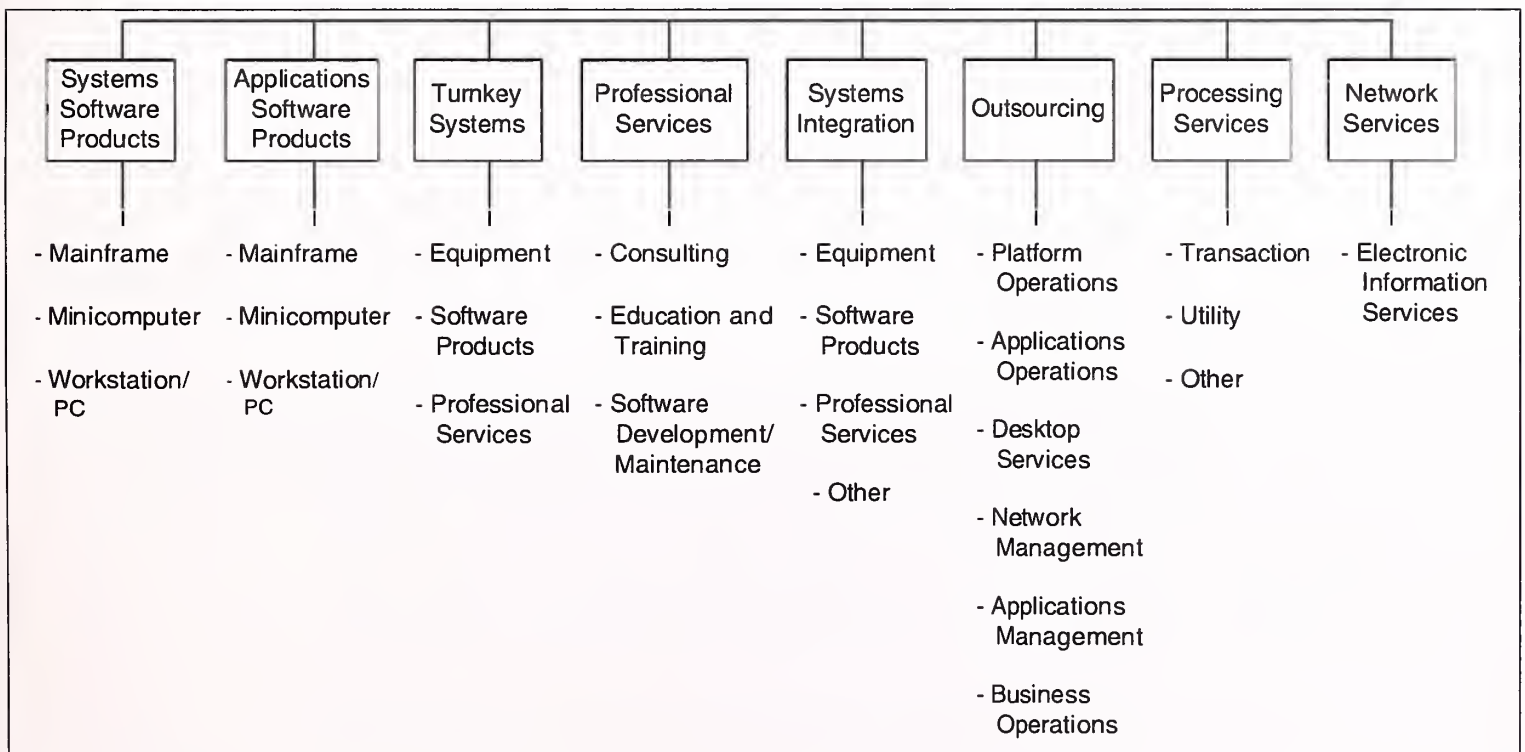 Systems
Software
Products
Applications
Software
Products
Turnkey
Systems
Professional
Services
Systems
Integration
Outsourcing
Processing
Services
Network
Services
- Mainframe
- Minicomputer
- Workstation/
PC
- Mainframe
- Minicomputer
- Workstation/
PC
- Equipment
- Software
Products
- Professional
Services
- Consulting
- Education and
Training
- Software
Development/
Maintenance
- Equipment
- Software
Products
- Professional
Services
- Other
- Platform
Operations
- Applications
Operations
- Desktop
Services
- Network
Management
- Applications
Management
- Business
Operations
- Transaction
- Utility
- Other
- Electronic
Information
Services